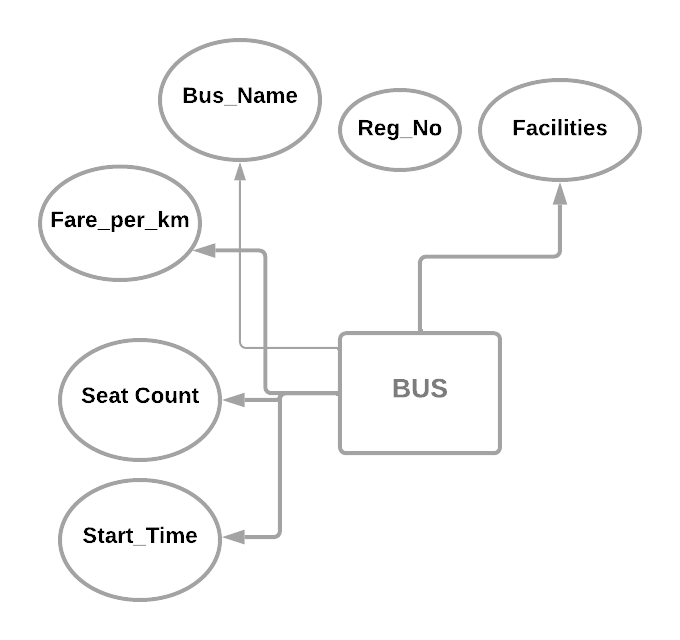 Bus_Name
Reg_No
Facilities
Fare_per_km
BUS
Seat Count
Start_Time